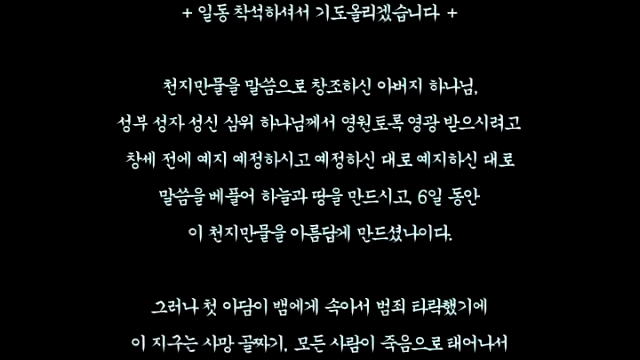 + 일동 착석하셔서 기도올리겠습니다 +
천지만물을 말씀으로 창조하신 아버지 하나님,
성부 성자 성신 삼위 하나님께서 영원토록 영광 받으시려고
창세 전에 예지 예정하시고 예정하신 대로 예지하신 대로
말씀을 베풀어 하늘과 땅을 만드시고, 6일 동안
이 천지만물을 아름답게 만드셨나이다.
그러나 첫 아담이 뱀에게 속아서 범죄 타락했기에
이 지구는 사망 골짜기, 모든 사람이 죽음으로 태어나서